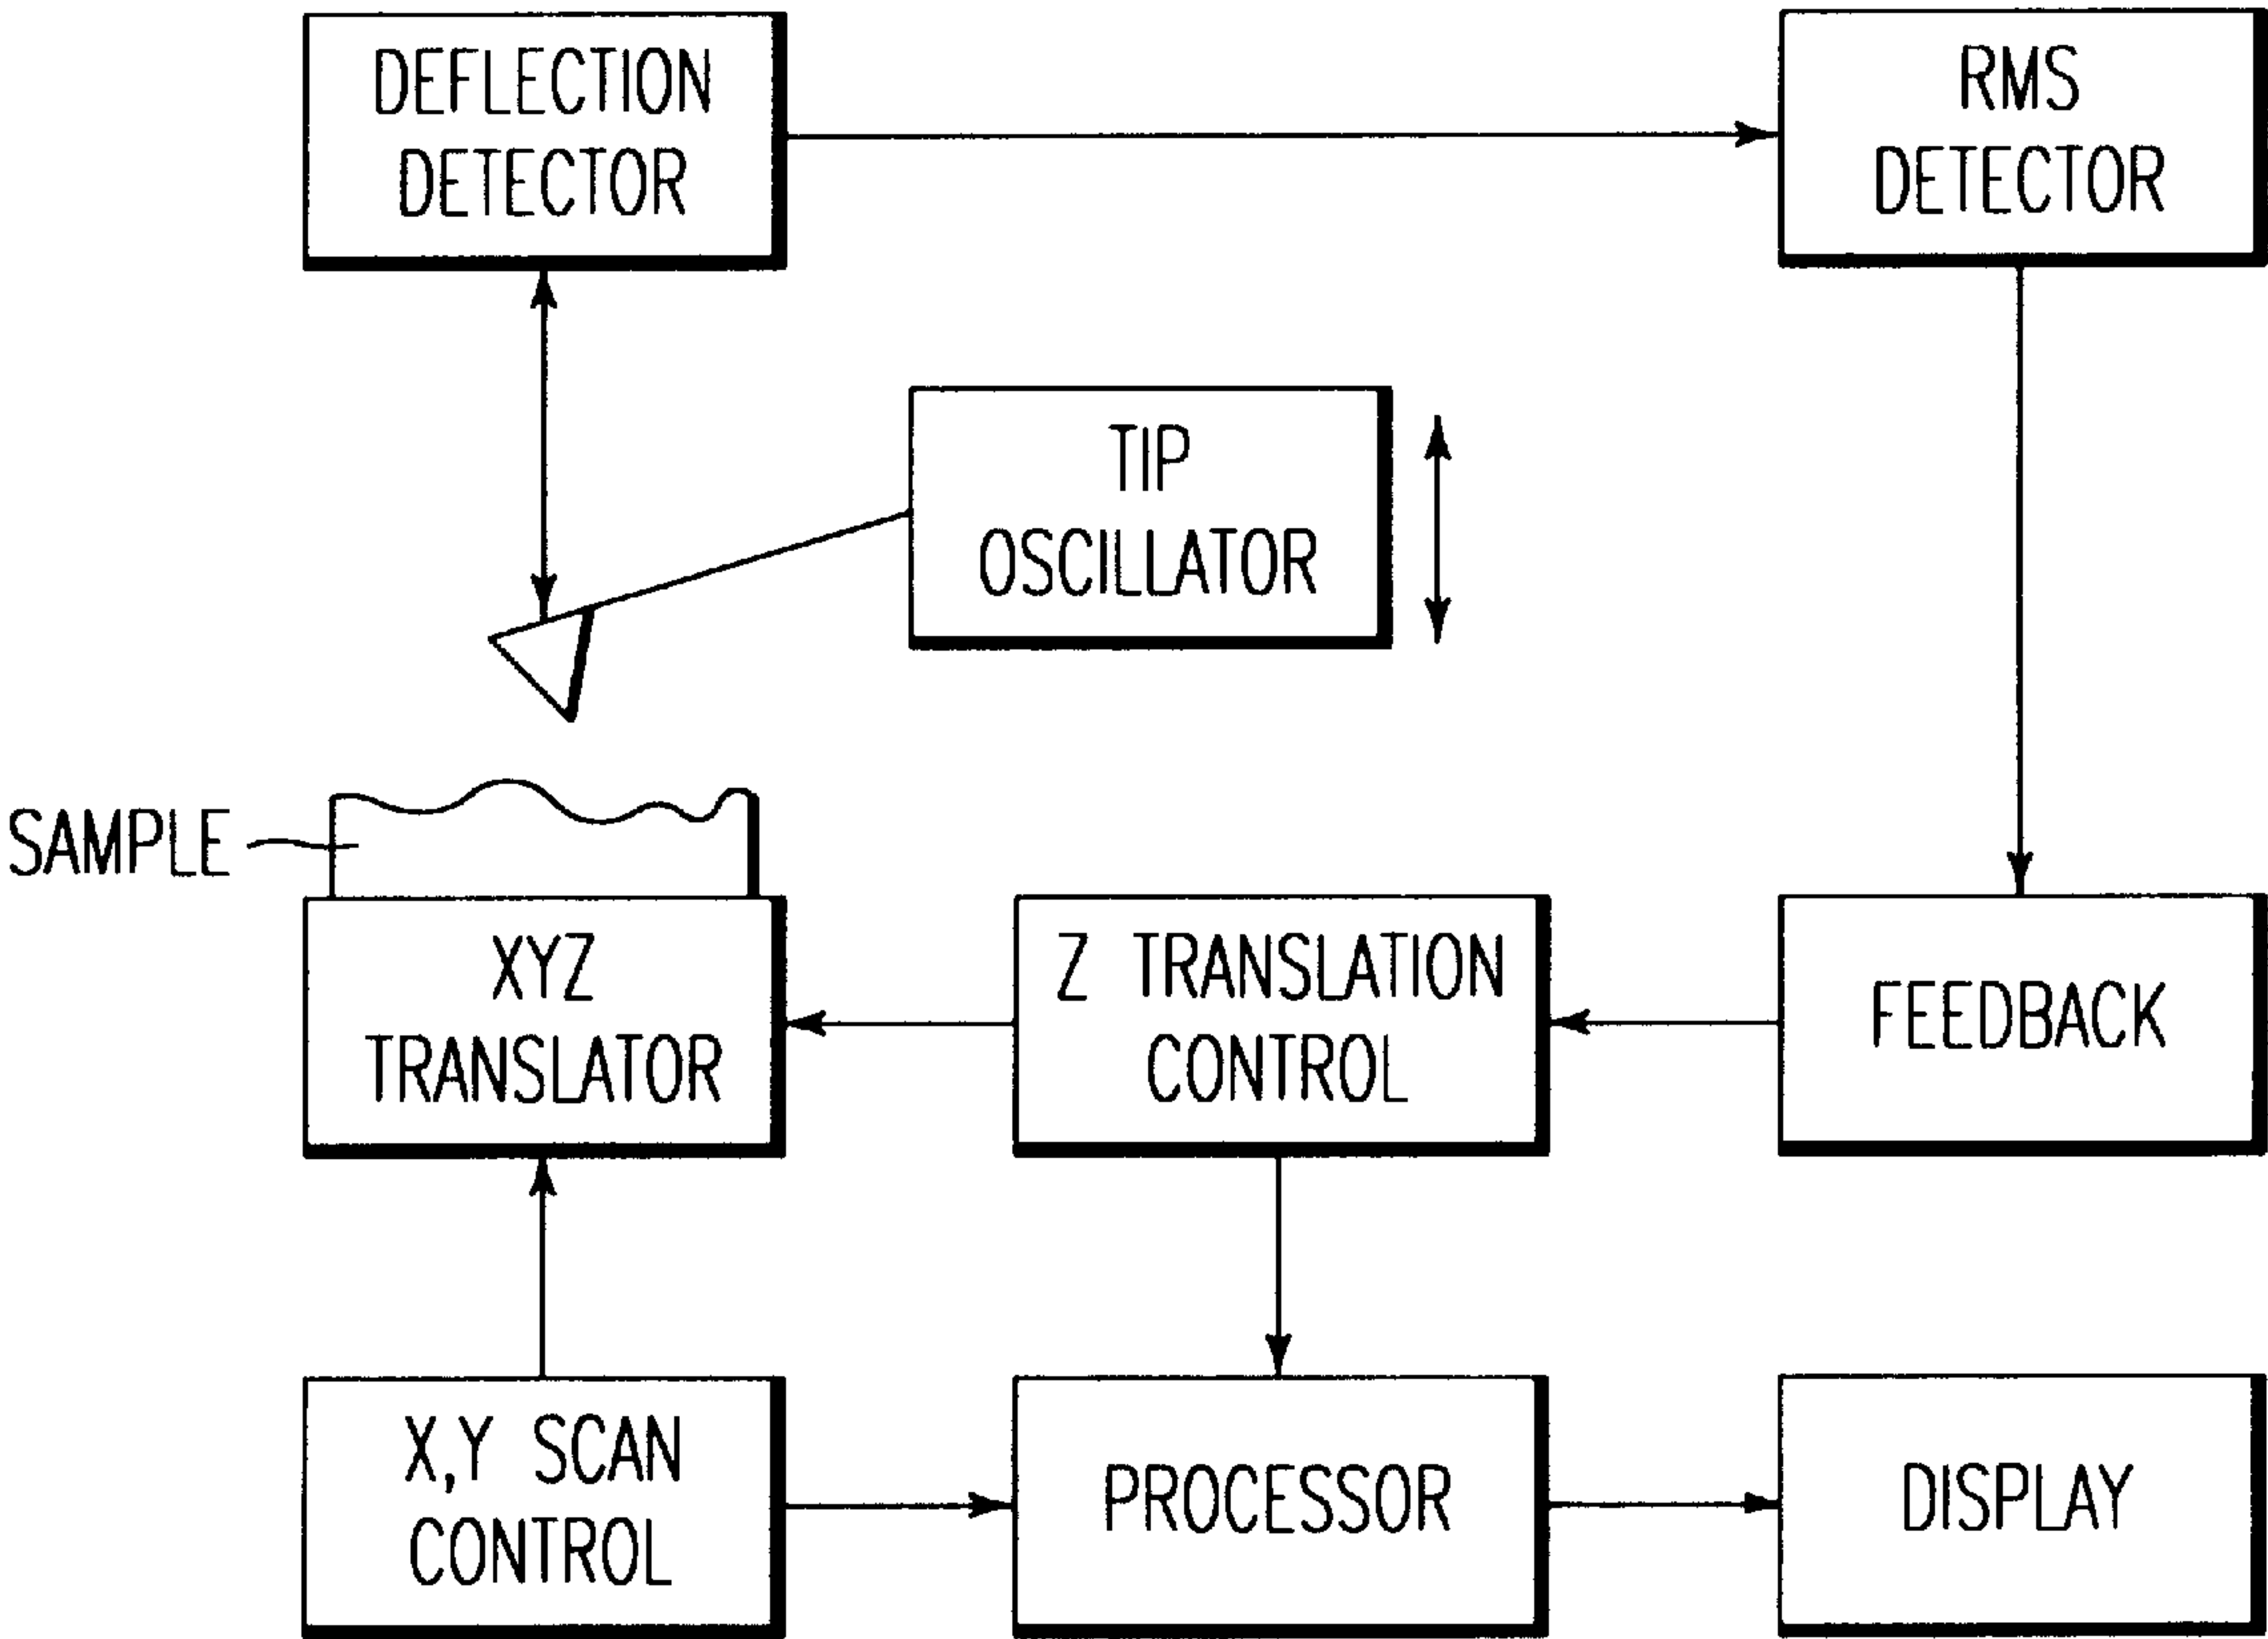 DEFLECTION
DETECTOR
RMS
DETECTOR
TIP
OSCILLATOR
SAMPLE
XYZ
TRANSLATOR
Z TRANSLATION
CONTROL
FEEDBACK
X,Y SCAN
CONTROL
PROCESSOR
DISPLAY